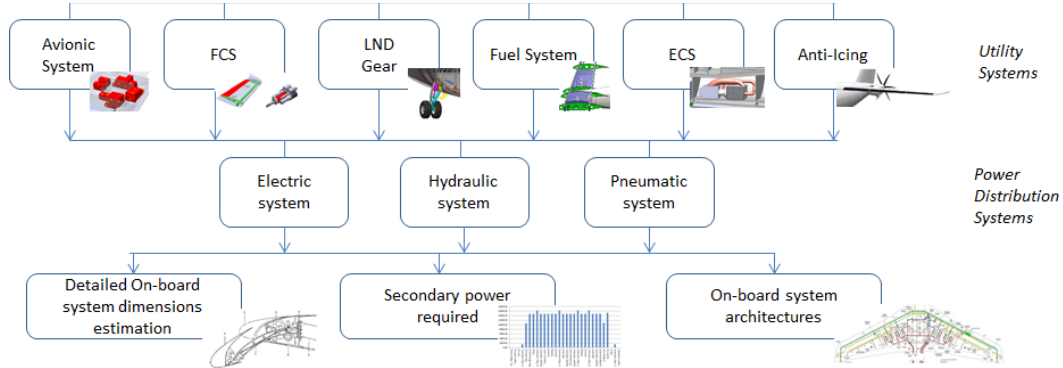 Avionic
System
FCS
LND
Gear
Fuel System
ECS
Anti-Icing
Utility
Systems
Electric
system
Hydraulic
system
Pneumatic
system
Power
Distribution
Systems
Detailed On-board
system dimensions
estimation
Secondary power
required
On-board system
architectures